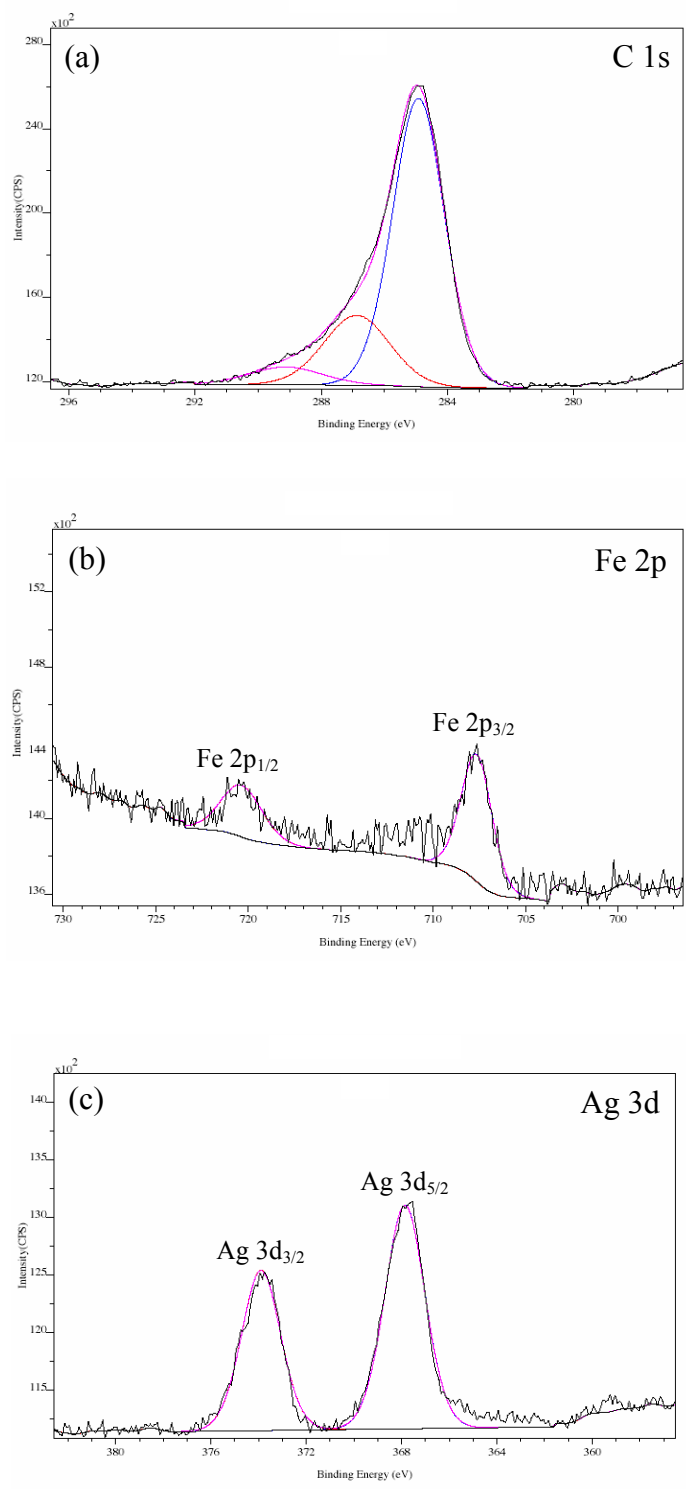 x10²
(a)
C 1s
280
240
200
160
120
Intensity(CPS)
296
292
288
284
280
Binding Energy (eV)
x10²
(b)
Fe 2p
152
148
144
140
136
Intensity(CPS)
Fe 2p₁/₂
Fe 2p₃/₂
730
725
720
715
710
705
700
Binding Energy (eV)
x10²
(c)
Ag 3d
140
135
130
125
120
115
Intensity(CPS)
Ag 3d₃/₂
Ag 3d₅/₂
380
376
372
368
364
360
Binding Energy (eV)